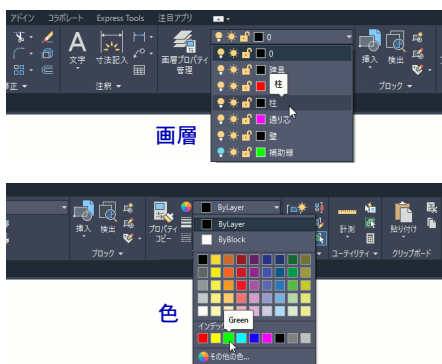 アドイン コラボレート Express Tools 注目アプリ
0
文字 寸法記入 画層プロパティ管理 挿入 検出
0
建具
柱
柱
通り芯
壁
補助線
正 注釈 ブロック
画層
ByLayer
挿入 検出 プロパティコピー 計測 貼り付け
ByLayer
ByBlock
ブロック ユーティリティ クリップボード
Green
インデック
色
その他の色...